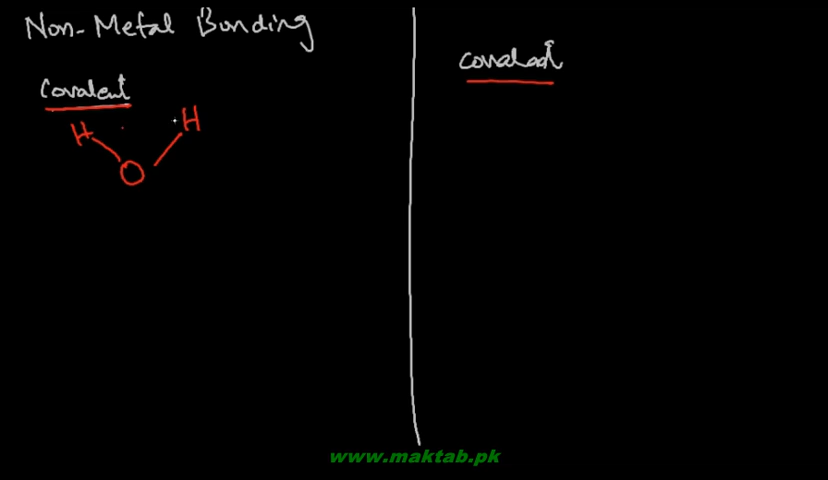 Non-Metal Bonding
Covalent
H H
O
covalent
www.maktab.pk